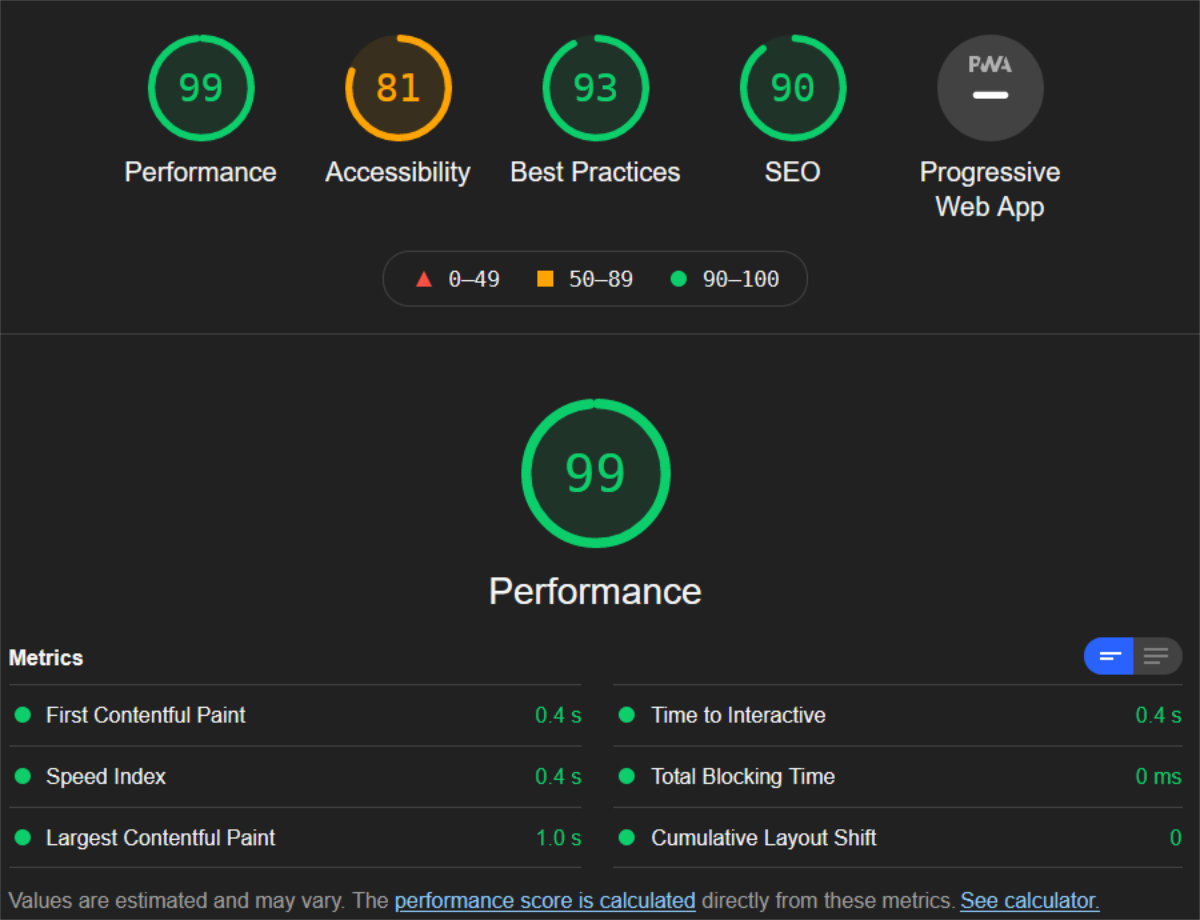 99 81 93 90 PWA
Performance Accessibility Best Practices SEO Progressive
Web App
0–49 50–89 90–100
99
Performance
Metrics
First Contentful Paint 0.4 s
Time to Interactive 0.4 s
Speed Index 0.4 s
Total Blocking Time 0 ms
Largest Contentful Paint 1.0 s
Cumulative Layout Shift 0
Values are estimated and may vary. The performance score is calculated directly from these metrics. See calculator.